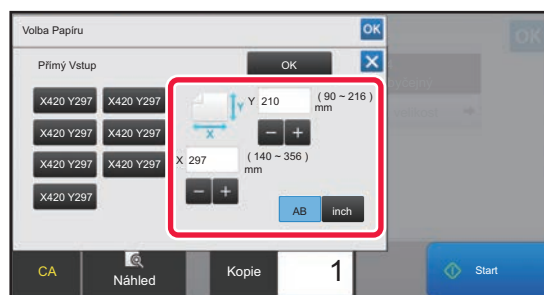 Volba Papíru
OK
OK
Přímý Vstup
OK
X420 Y297
X420 Y297
Y
X
Y
210
( 90 ~ 216 )
mm
X420 Y297
X420 Y297
X420 Y297
X420 Y297
X
297
( 140 ~ 356 )
mm
X420 Y297
AB
inch
CA
Náhled
Kopie
1
Start